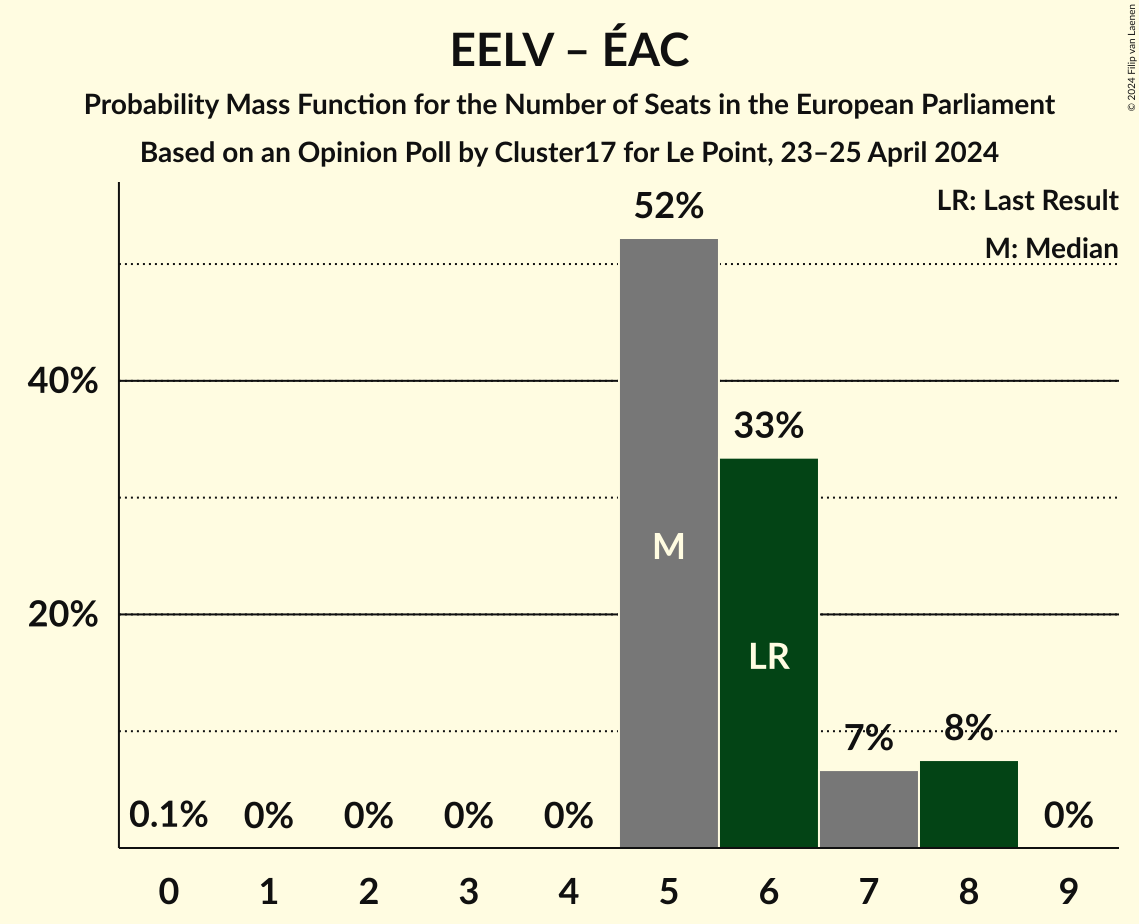 EELV – ÉAC
Probability Mass Function for the Number of Seats in the European Parliament
Based on an Opinion Poll by Cluster17 for Le Point, 23–25 April 2024
© 2024 Filip van Laenen
LR: Last Result
M: Median
52%
40%
33%
M
20%
LR
7%
8%
0.1%
0%
0%
0%
0%
0%
0 1 2 3 4 5 6 7 8 9